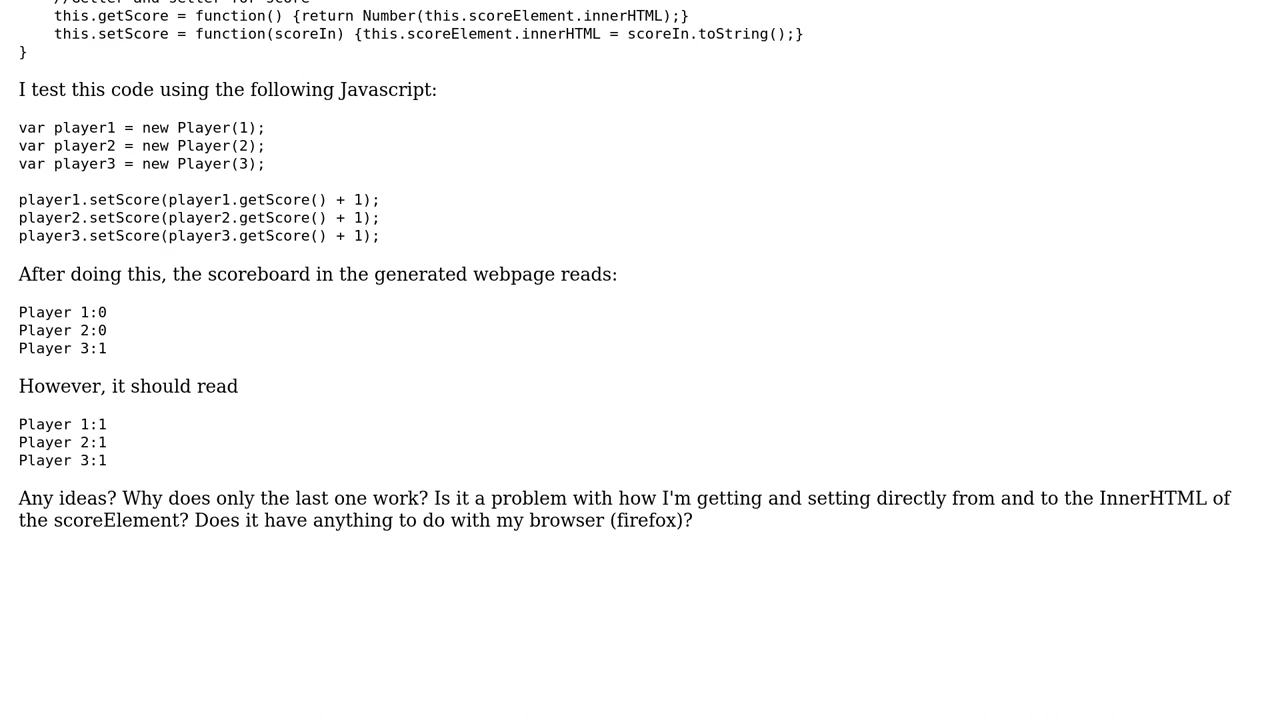 //Getter and setter for score
    this.getScore = function() {return Number(this.scoreElement.innerHTML);}
    this.setScore = function(scoreIn) {this.scoreElement.innerHTML = scoreIn.toString();}
}
I test this code using the following Javascript:
var player1 = new Player(1);
var player2 = new Player(2);
var player3 = new Player(3);
player1.setScore(player1.getScore() + 1);
player2.setScore(player2.getScore() + 1);
player3.setScore(player3.getScore() + 1);
After doing this, the scoreboard in the generated webpage reads:
Player 1:0
Player 2:0
Player 3:1
However, it should read
Player 1:1
Player 2:1
Player 3:1
Any ideas? Why does only the last one work? Is it a problem with how I'm getting and setting directly from and to the InnerHTML of
the scoreElement? Does it have anything to do with my browser (firefox)?